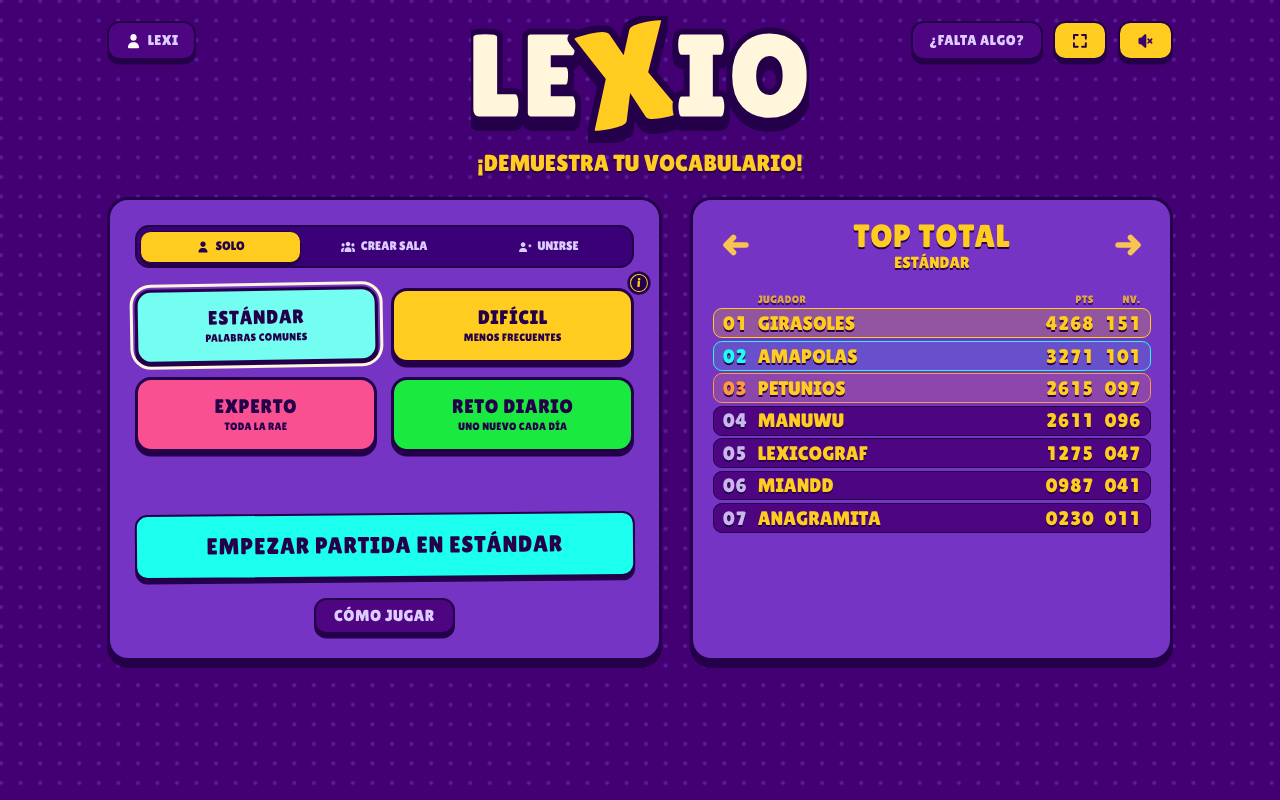 LEXI
LEXIO
¿FALTA ALGO?
¡DEMUESTRA TU VOCABULARIO!
SOLO
CREAR SALA
UNIRSE
i
ESTÁNDAR
PALABRAS COMUNES
DIFÍCIL
MENOS FRECUENTES
EXPERTO
TODA LA RAE
RETO DIARIO
UNO NUEVO CADA DÍA
EMPEZAR PARTIDA EN ESTÁNDAR
CÓMO JUGAR
TOP TOTAL
ESTÁNDAR
JUGADOR PTS NV.
01 GIRASOLES 4268 151
02 AMAPOLAS 3271 101
03 PETUNIOS 2615 097
04 MANUWU 2611 096
05 LEXICOGRAF 1275 047
06 MIANDD 0987 041
07 ANAGRAMITA 0230 011